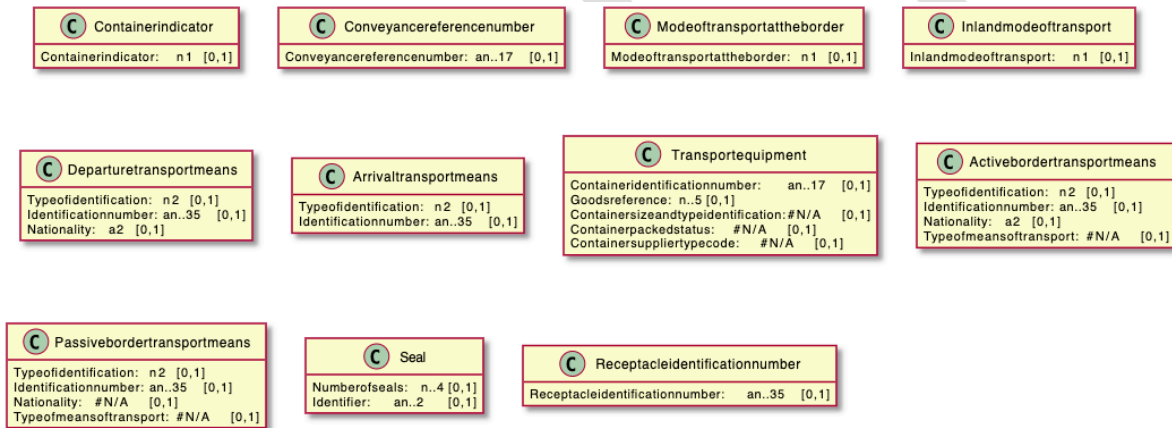 C Containerindicator
Containerindicator: n1 [0,1]
C Conveyancereferencenumber
Conveyancereferencenumber: an..17 [0,1]
C Modeoftransportattheborder
Modeoftransportattheborder: n1 [0,1]
C Inlandmodeoftransport
Inlandmodeoftransport: n1 [0,1]
C Departuretransportmeans
Typeofidentification: n2 [0,1]
Identificationnumber: an..35 [0,1]
Nationality: a2 [0,1]
C Arrivaltransportmeans
Typeofidentification: n2 [0,1]
Identificationnumber: an..35 [0,1]
C Transportequipment
Containeridentificationnumber: an..17 [0,1]
Goodsreference: n..5 [0,1]
Containersizeandtypeidentification: #N/A [0,1]
Containerpackedstatus: #N/A [0,1]
Containersuppliertypecode: #N/A [0,1]
C Activebordertransportmeans
Typeofidentification: n2 [0,1]
Identificationnumber: an..35 [0,1]
Nationality: a2 [0,1]
Typeofmeansoftransport: #N/A [0,1]
C Passivebordertransportmeans
Typeofidentification: n2 [0,1]
Identificationnumber: an..35 [0,1]
Nationality: #N/A [0,1]
Typeofmeansoftransport: #N/A [0,1]
C Seal
Numberofseals: n..4 [0,1]
Identifier: an..2 [0,1]
C Receptacleidentificationnumber
Receptacleidentificationnumber: an..35 [0,1]